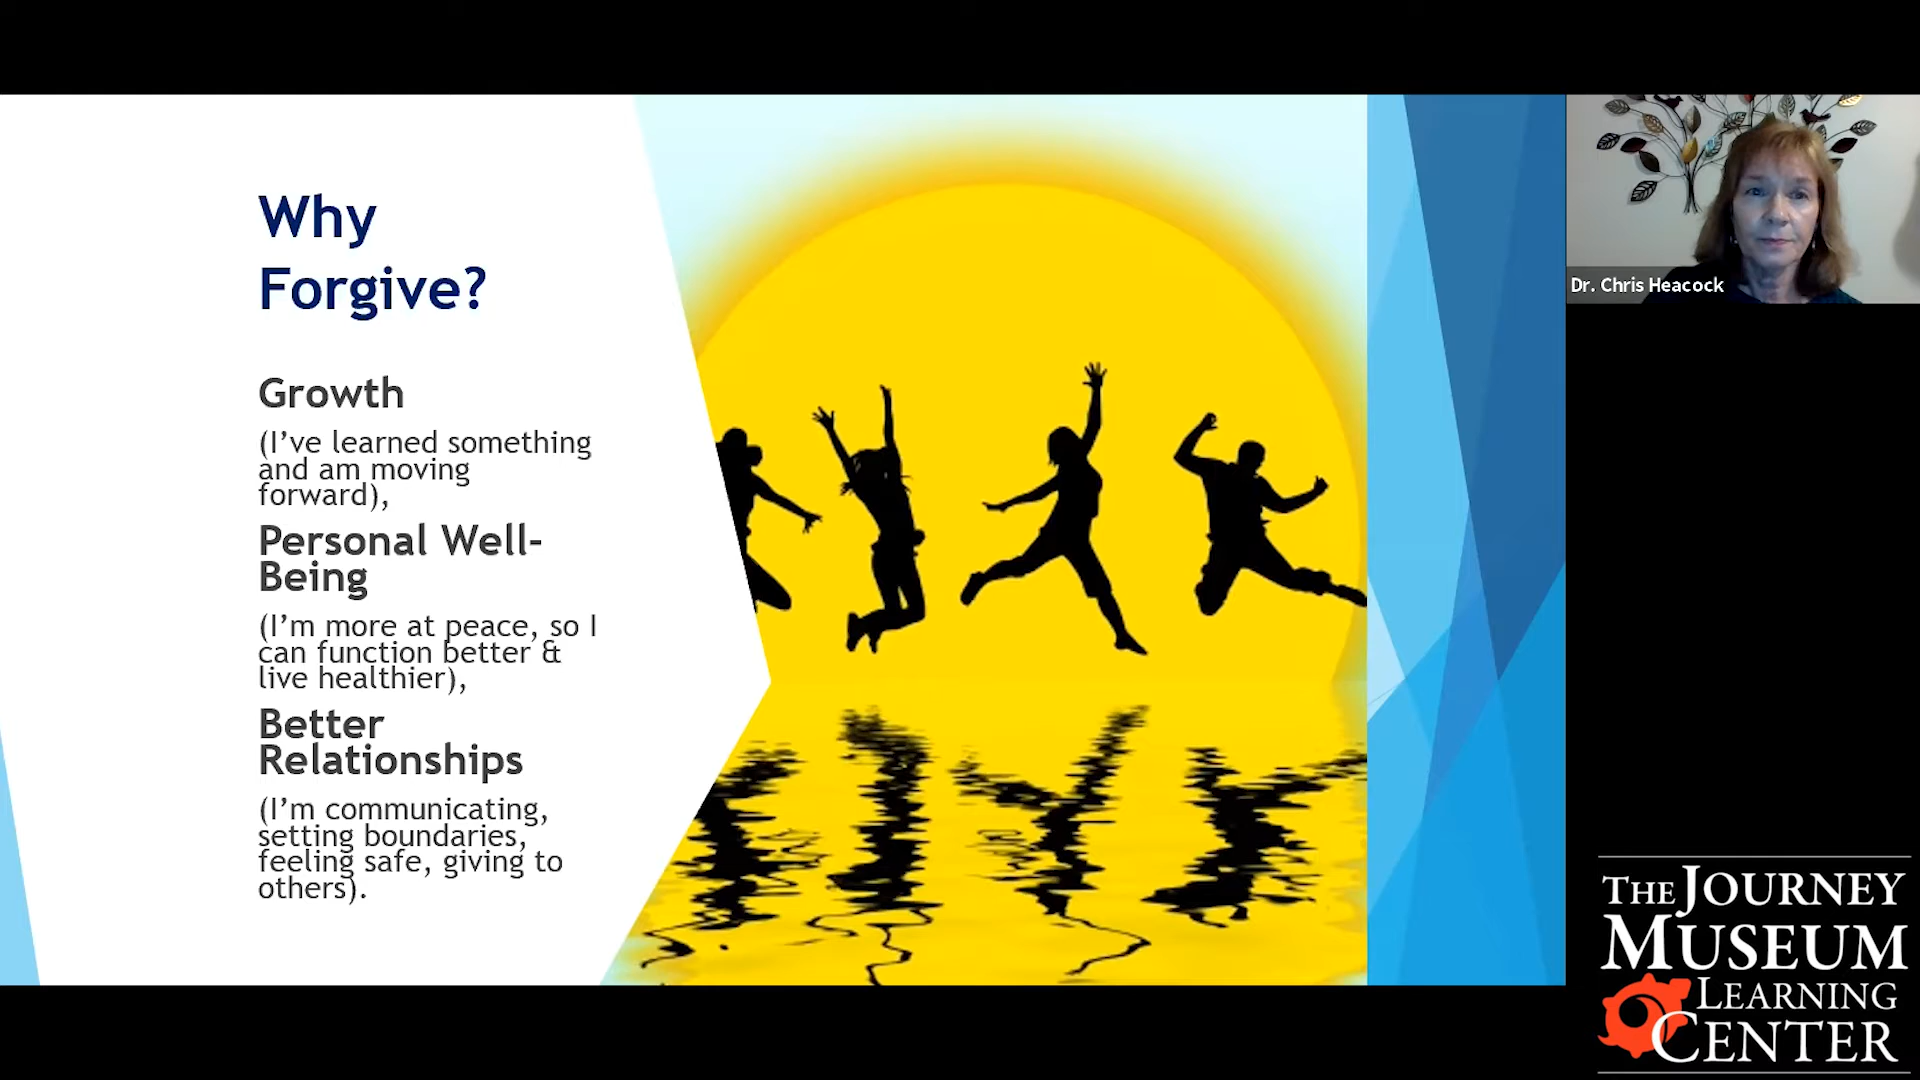 Why
Forgive?
Growth
(I've learned something
and am moving
forward),
Personal Well-
Being
(I'm more at peace, so I
can function better &
live healthier),
Better
Relationships
(I'm communicating,
setting boundaries,
feeling safe, giving to
others).
Dr. Chris Heacock
THE JOURNEY
MUSEUM
LEARNING
CENTER